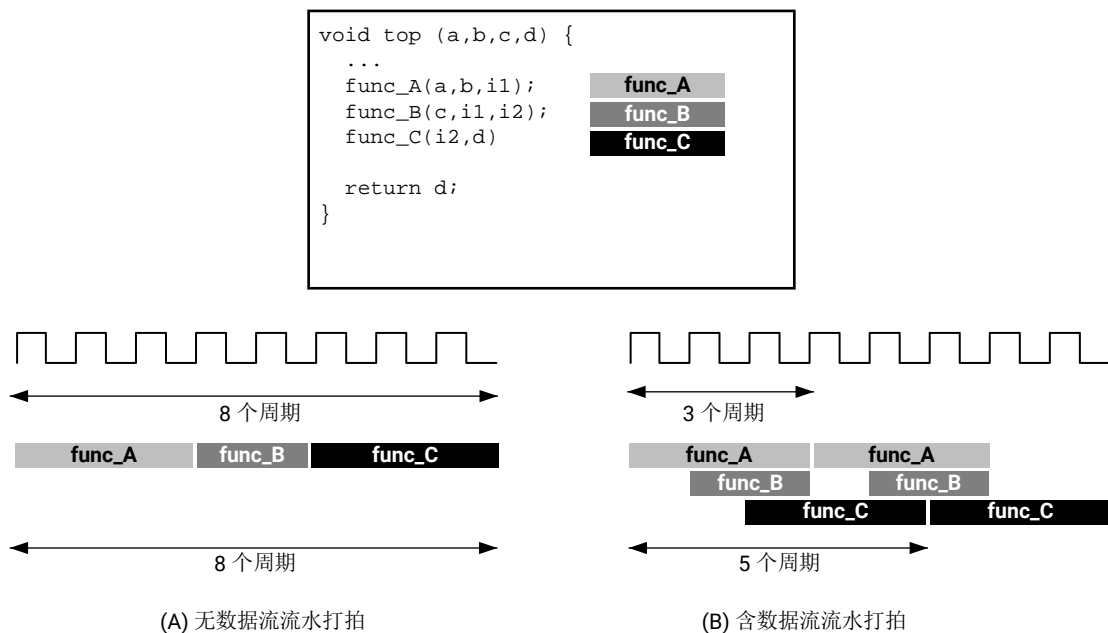 void top (a,b,c,d) {
...
func_A(a,b,i1);
func_B(c,i1,i2);
func_C(i2,d)
return d;
}
func_A
func_B
func_C
8 个周期
func_A func_B func_C
8 个周期
(A) 无数据流流水打拍
3 个周期
func_A func_A
func_B func_B
func_C func_C
5 个周期
(B) 含数据流流水打拍